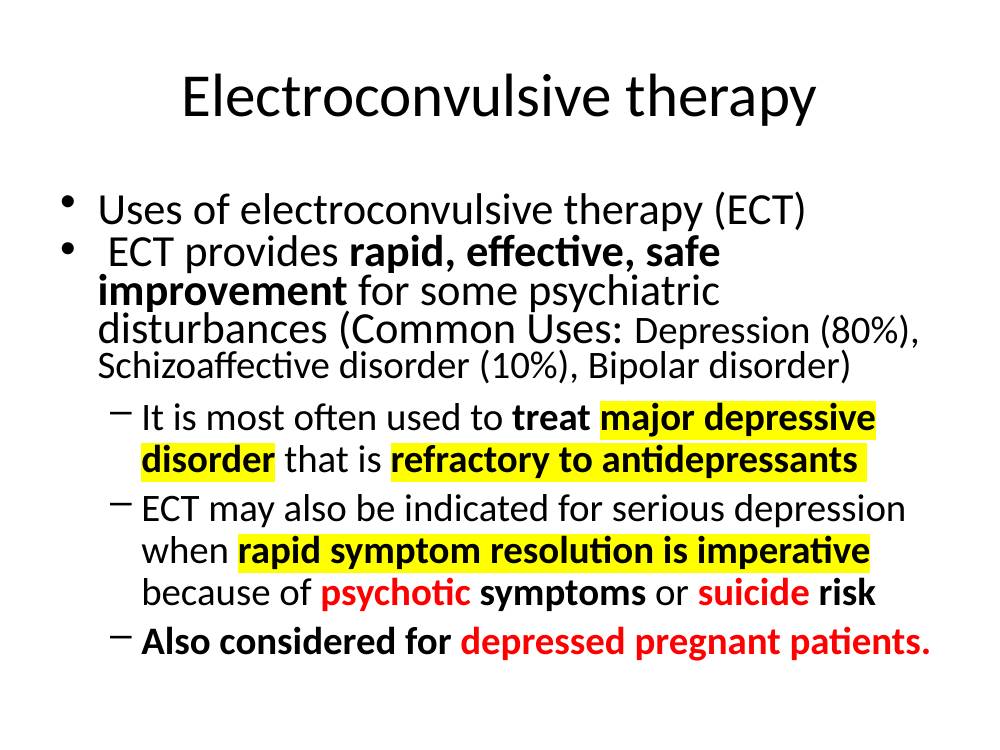 Electroconvulsive therapy
• Uses of electroconvulsive therapy (ECT)
• ECT provides rapid, effective, safe
improvement for some psychiatric
disturbances (Common Uses: Depression (80%),
Schizoaffective disorder (10%), Bipolar disorder)
– It is most often used to treat major depressive
disorder that is refractory to antidepressants
– ECT may also be indicated for serious depression
when rapid symptom resolution is imperative
because of psychotic symptoms or suicide risk
– Also considered for depressed pregnant patients.